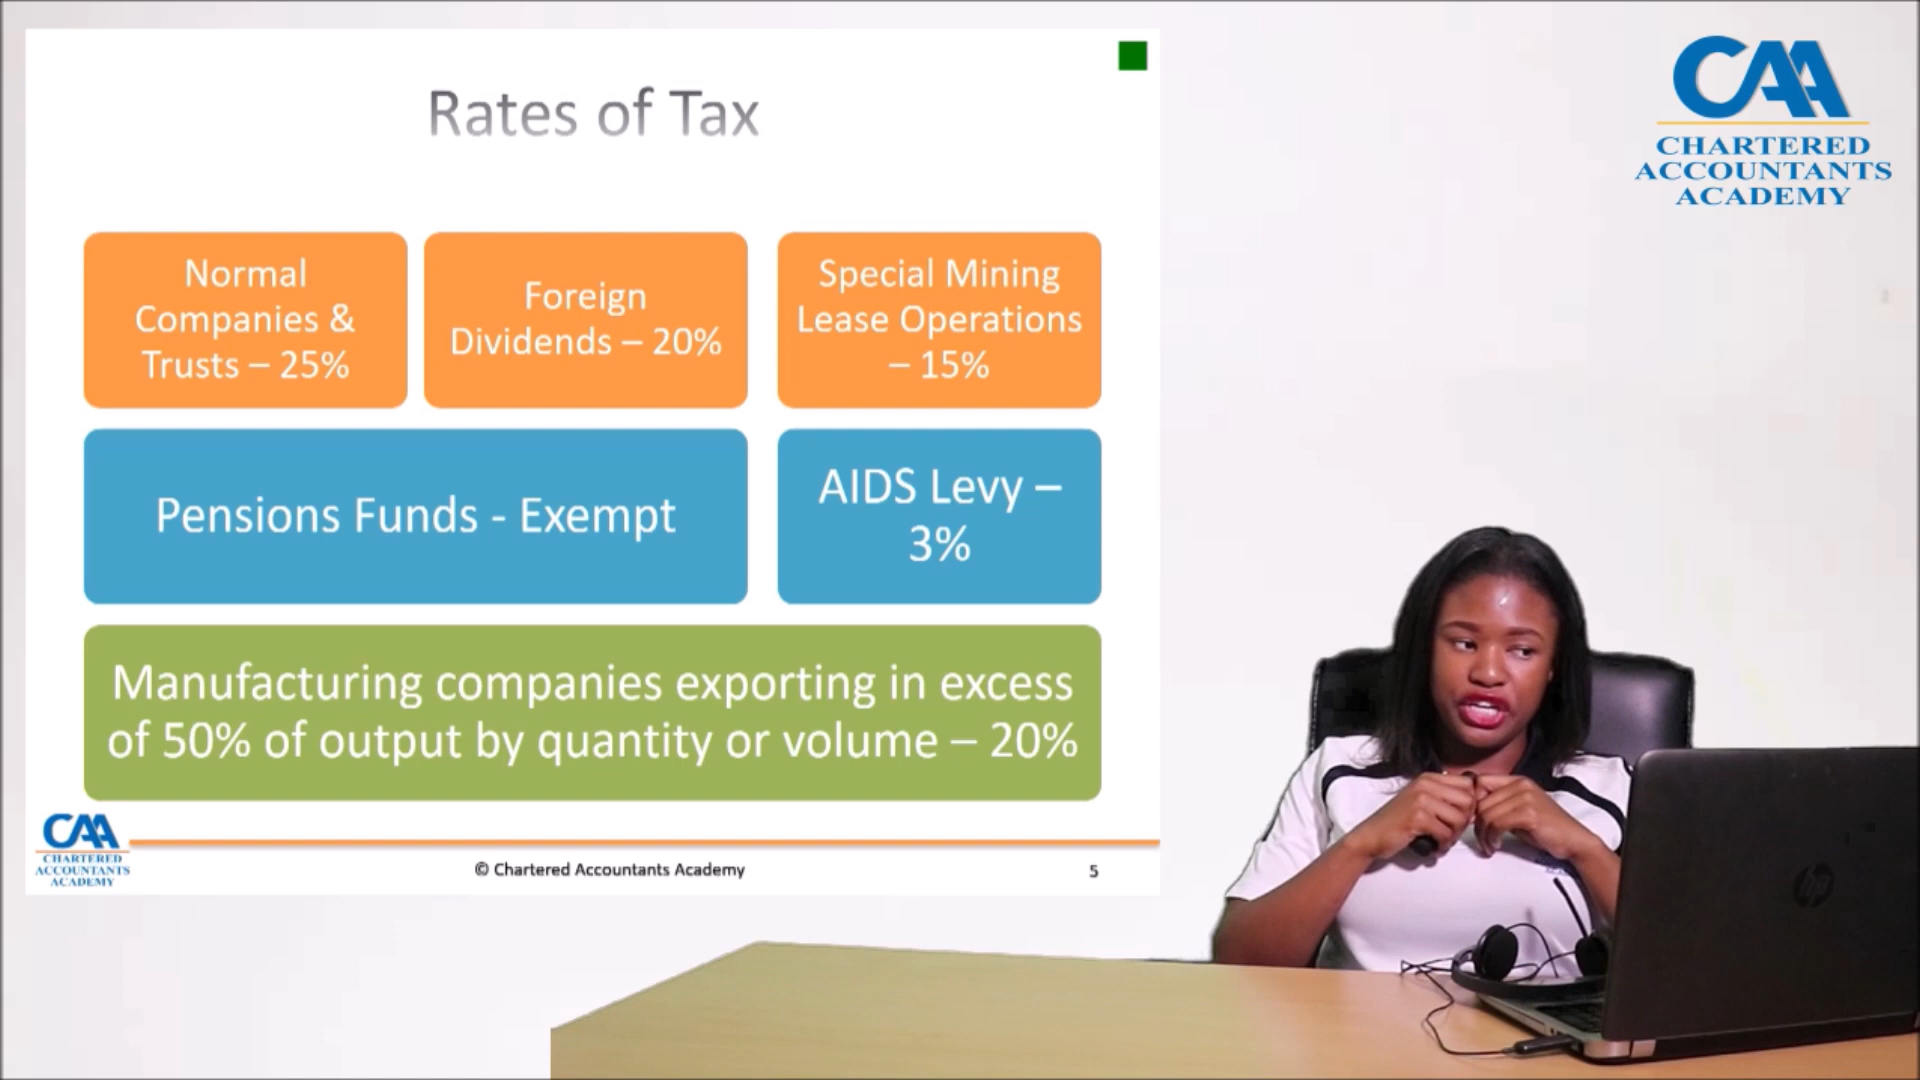 Rates of Tax
Normal
Companies &
Trusts – 25%
Foreign
Dividends – 20%
Special Mining
Lease Operations
– 15%
Pensions Funds - Exempt
AIDS Levy –
3%
Manufacturing companies exporting in excess
of 50% of output by quantity or volume – 20%
CAA
CHARTERED
ACCOUNTANTS
ACADEMY
© Chartered Accountants Academy
5
CAA
CHARTERED
ACCOUNTANTS
ACADEMY
hp